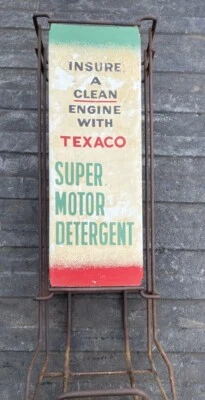 INSURE
A
CLEAN
ENGINE
WITH
TEXACO
SUPER
MOTOR
DETERGENT